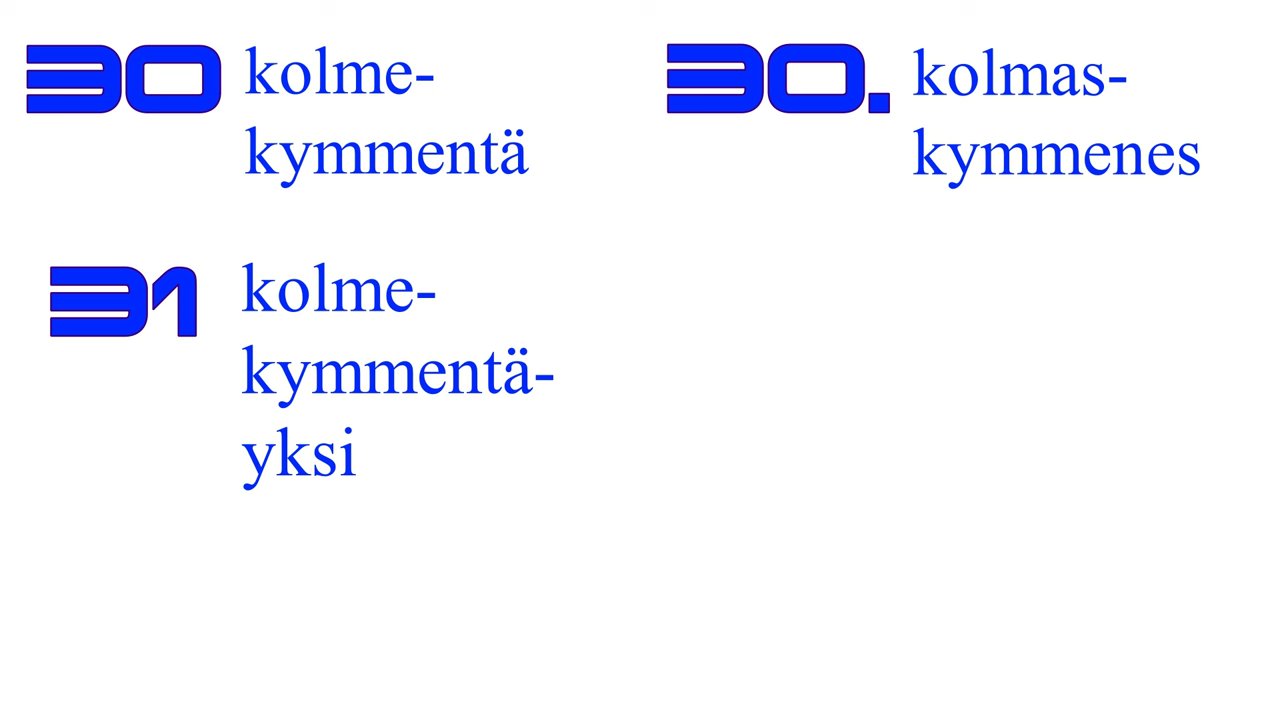 30 kolme-
kymmentä
30. kolmas-
kymmenes
31 kolme-
kymmentä-
yksi